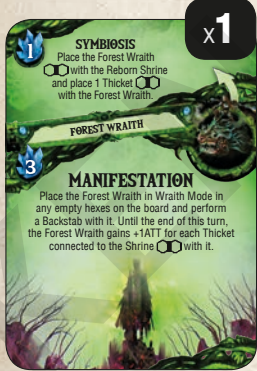 x1
1
SYMBIOSIS
Place the Forest Wraith
with the Reborn Shrine
and place 1 Thicket
with the Forest Wraith.
FOREST WRAITH
3
MANIFESTATION
Place the Forest Wraith in Wraith Mode in
any empty hexes on the board and perform
a Backstab with it. Until the end of this turn,
the Forest Wraith gains +1ATT for each Thicket
connected to the Shrine with it.